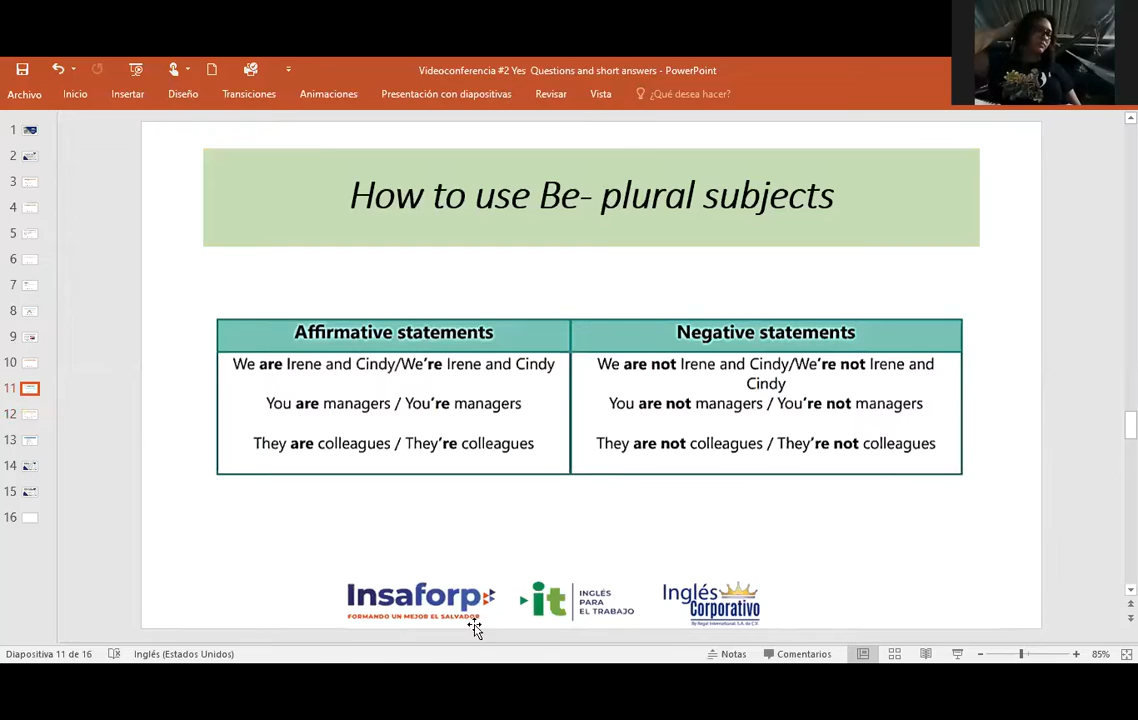 Videoconferencia #2 Yes Questions and short answers - PowerPoint
Archivo Inicio Insertar Diseño Transiciones Animaciones Presentación con diapositivas Revisar Vista ¿Qué desea hacer?
1
2
3
4
5
6
7
8
9
10
11
12
13
14
15
16
How to use Be- plural subjects
Affirmative statements Negative statements
We are Irene and Cindy/We're Irene and Cindy We are not Irene and Cindy/We're not Irene and
Cindy
You are managers / You're managers You are not managers / You're not managers
They are colleagues / They're colleagues They are not colleagues / They're not colleagues
Insaforp
FORMANDO UN MEJOR EL SALVADOR
it INGLÉS
PARA
EL TRABAJO
Inglés
Corporativo
By Regal International, S.A. de C.V.
Diapositiva 11 de 16 Inglés (Estados Unidos) Notas Comentarios 85%